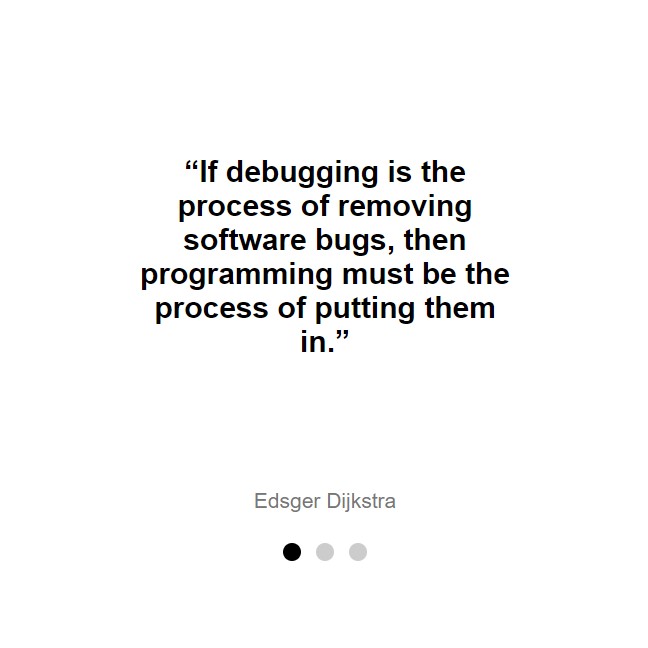 “If debugging is the
process of removing
software bugs, then
programming must be the
process of putting them
in.”
Edsger Dijkstra